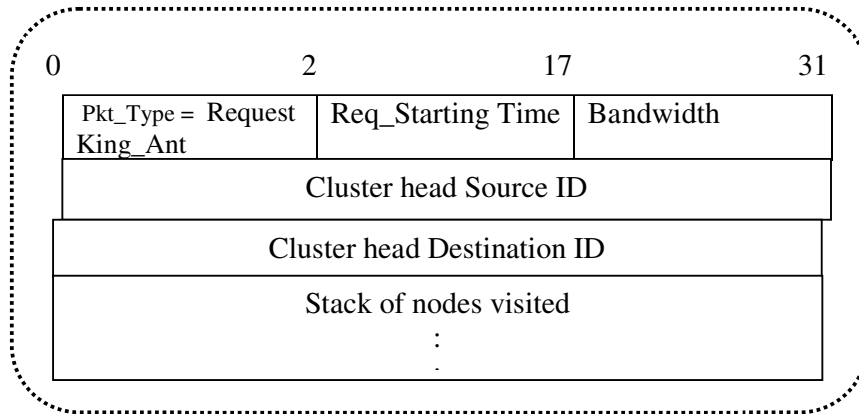 0 2 17 31
Pkt_Type = Request King_Ant Req_Starting Time Bandwidth
Cluster head Source ID
Cluster head Destination ID
Stack of nodes visited
:
.